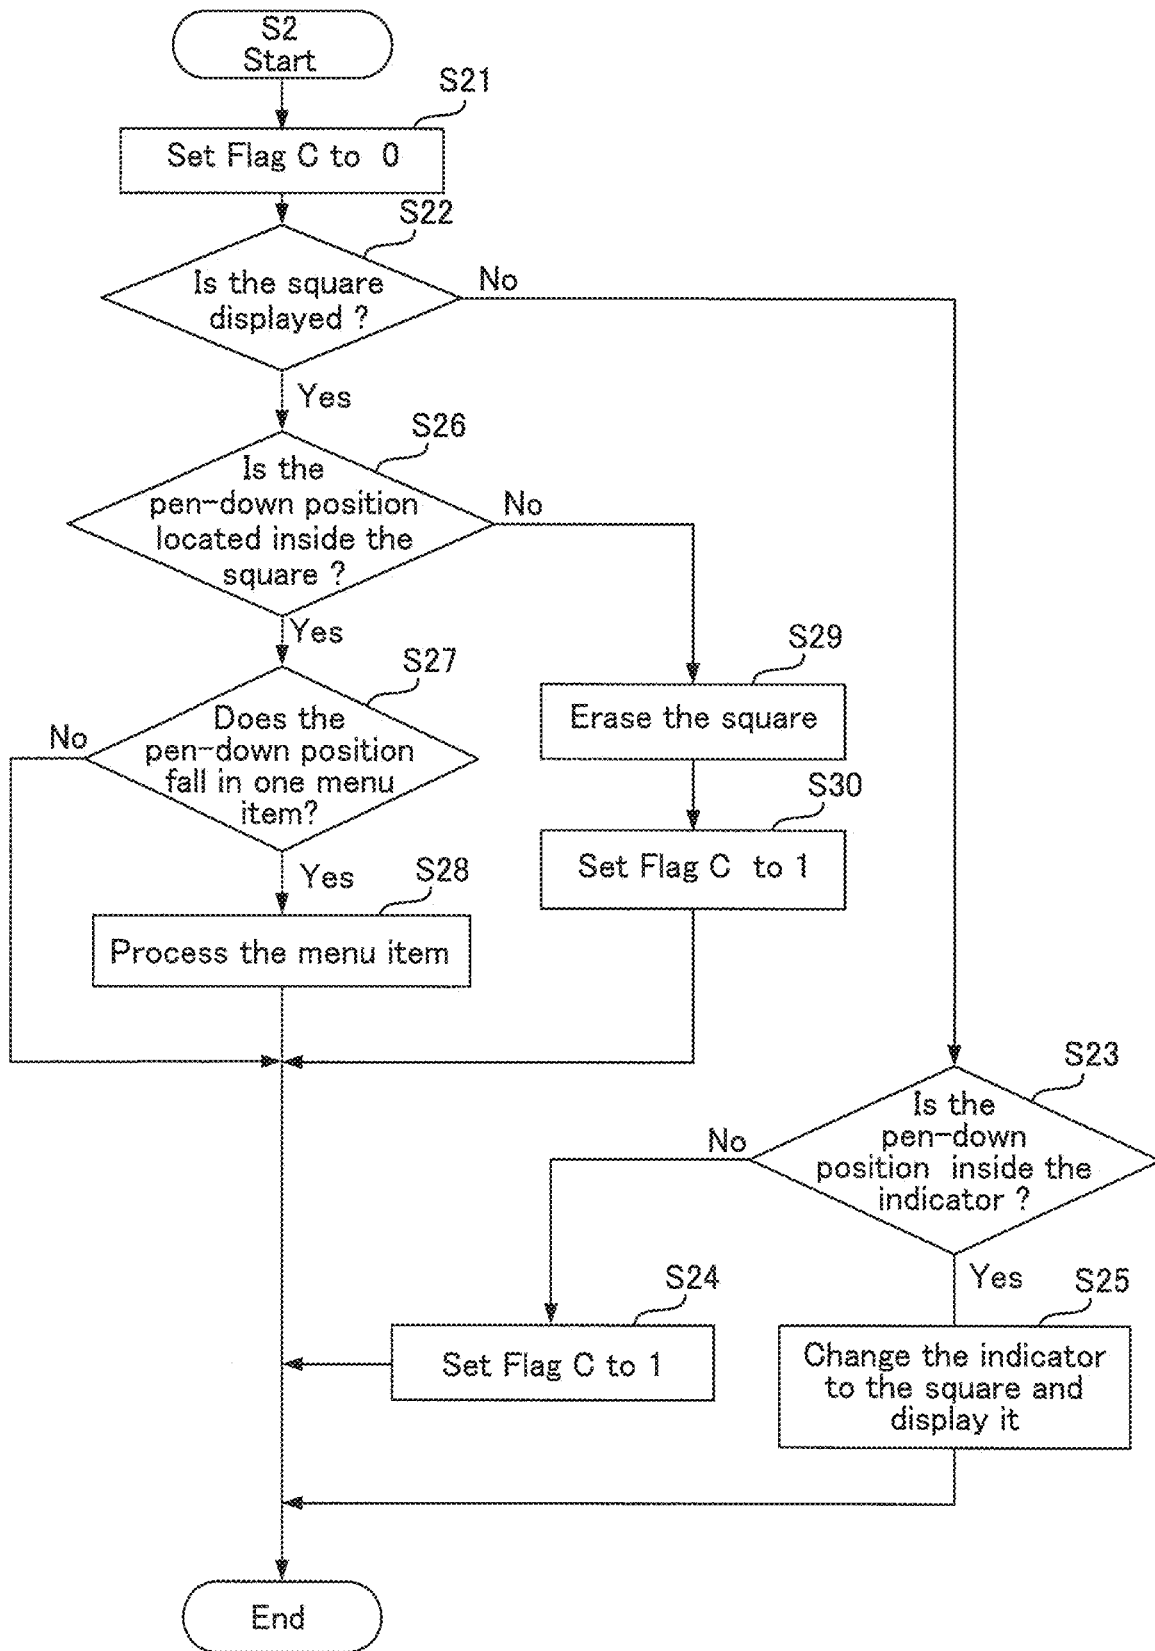 S2
Start
S21
Set Flag C to 0
S22
Is the square
displayed ?
No
Yes
S26
Is the
pen-down position
located inside the
square ?
No
Yes
S27
Does the
pen-down position
fall in one menu
item?
No
Yes
S28
Process the menu item
S29
Erase the square
S30
Set Flag C to 1
S23
Is the
pen-down
position inside the
indicator ?
No
Yes
S24
Set Flag C to 1
S25
Change the indicator
to the square and
display it
End